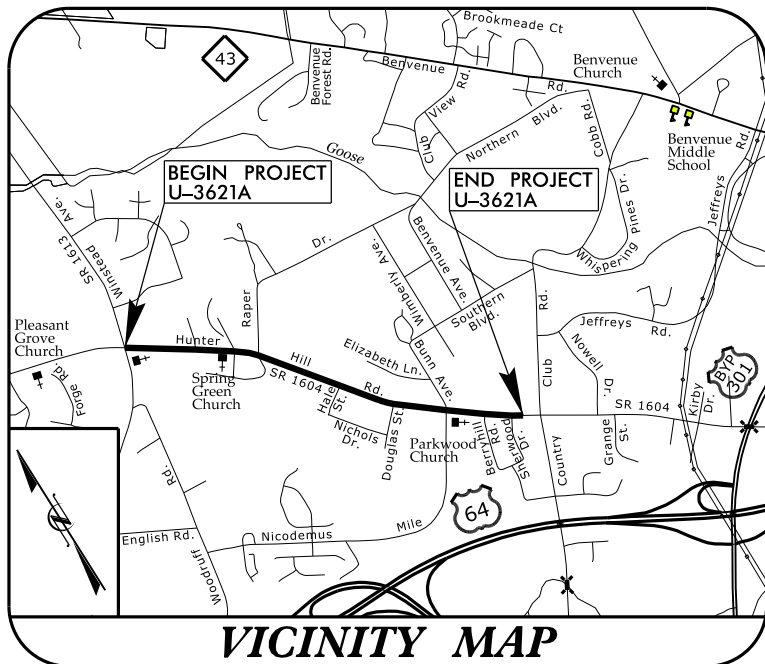 Brookmeade Ct
43
Benvenue
Forest Rd.
Benvenue
Rd.
Benvenue
Church
Club
View
Rd.
Northern
Blvd.
Cobb Rd.
Benvenue
Middle
School
Jeffreys
Rd.
Goose
BEGIN PROJECT
U–3621A
END PROJECT
U–3621A
SR 1613
Ave.
Winstead
Dr.
Wimberly Ave.
Benvenue Ave.
Whispering
Pines Dr.
Raper
Southern
Blvd.
Rd.
Club
Jeffreys
Rd.
Pleasant
Grove
Church
Hunter
Hill
Rd.
SR 1604
Spring
Green
Church
Forge Rd.
Elizabeth Ln.
Bunn Ave.
Nowell
Dr.
BYP
301
Hale
St.
Nichols
Dr.
Douglas St.
Parkwood
Church
Berryhill
Rd.
Sherwood
Dr.
Country
Grange
St.
SR 1604
Kirby
Dr.
64
N
Rd.
English Rd.
Woodruff
Nicodemus
Mile
VICINITY MAP